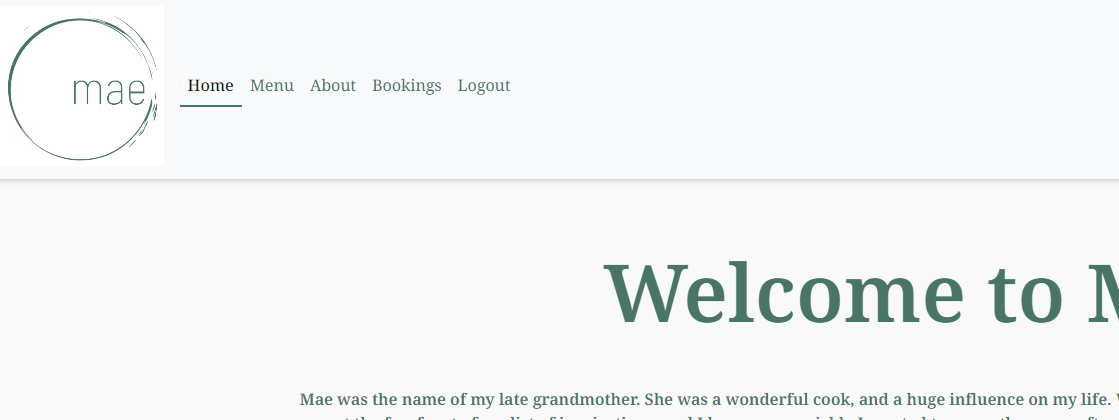 mae
Home Menu About Bookings Logout
Welcome to
Mae was the name of my late grandmother. She was a wonderful cook, and a huge influence on my life.